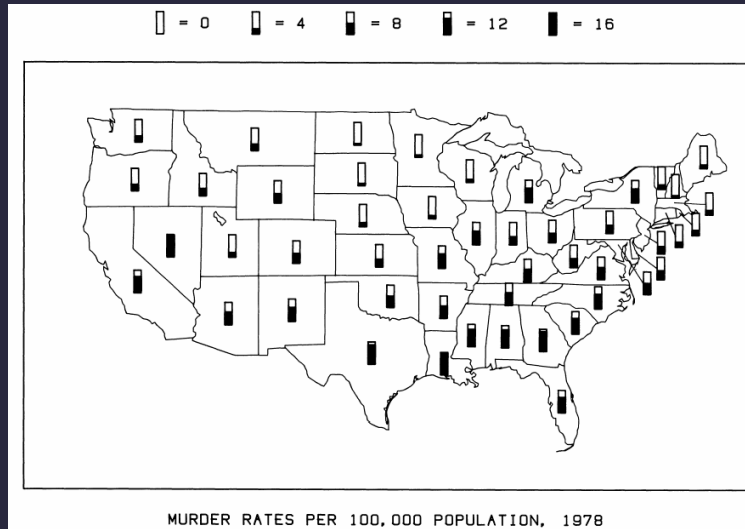 = 0 = 4 = 8 = 12 = 16
MURDER RATES PER 100,000 POPULATION, 1978